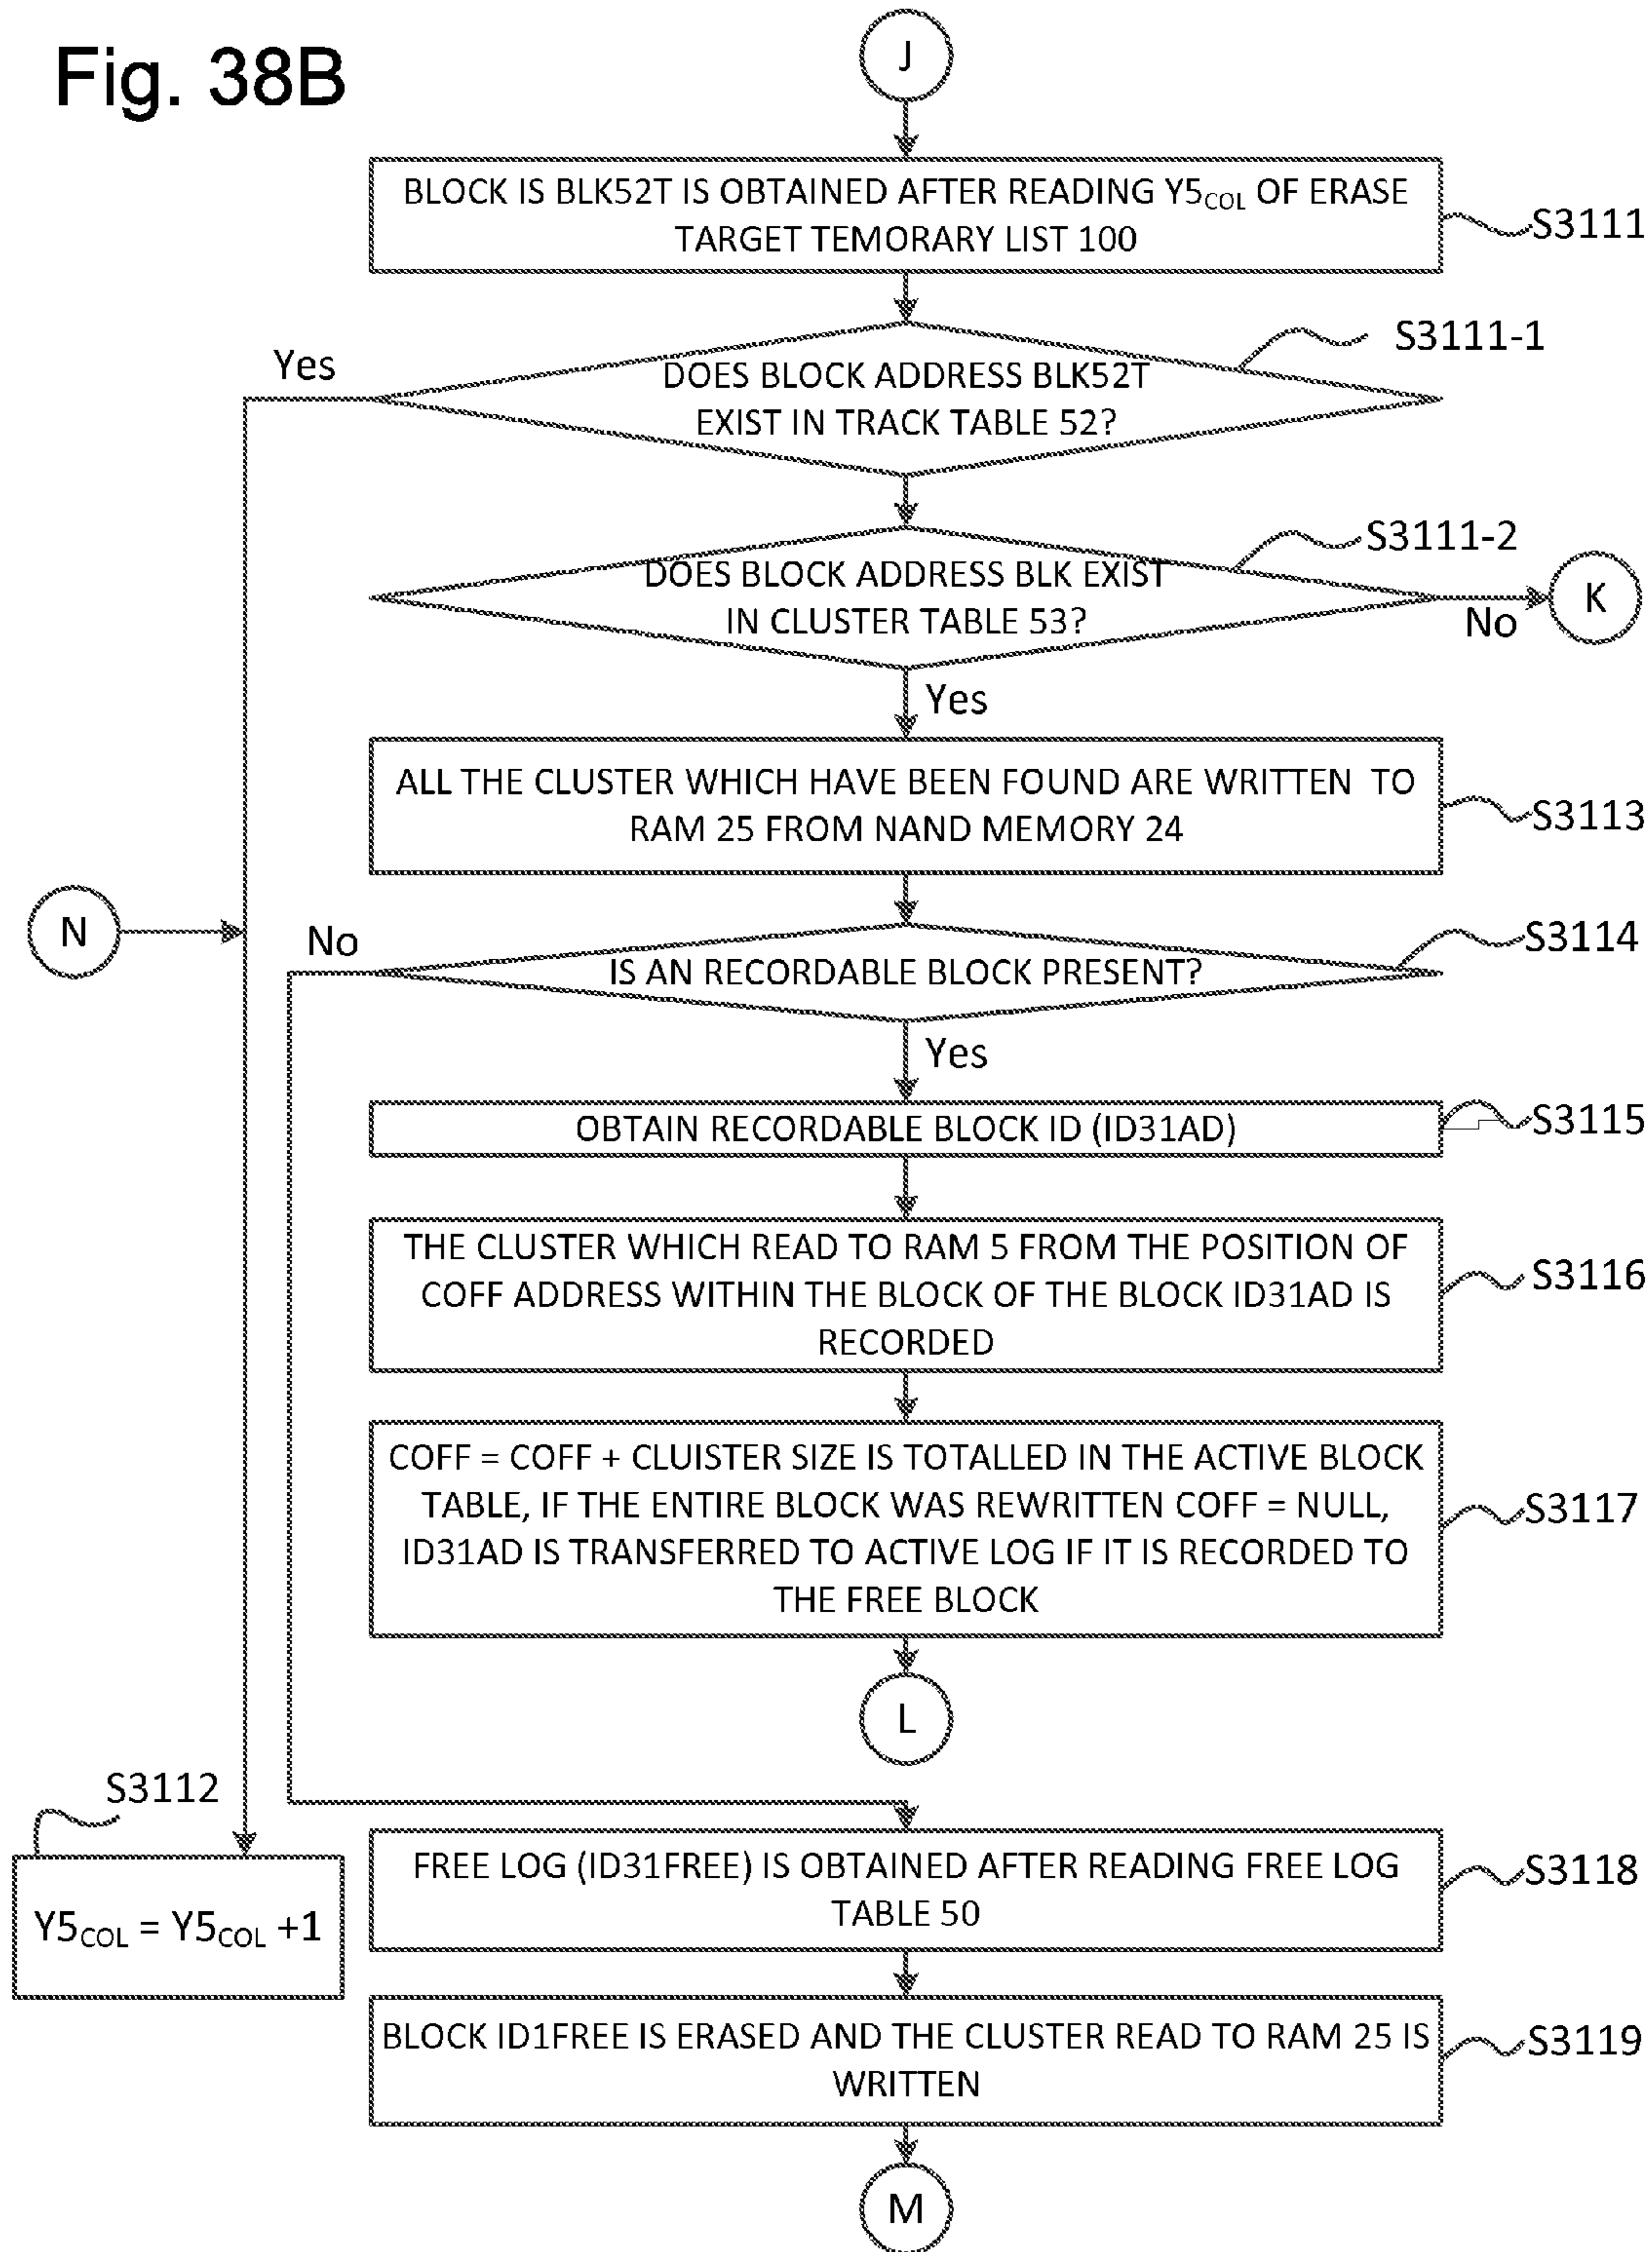 Fig. 38B
J
BLOCK IS BLK52T IS OBTAINED AFTER READING Y5COL OF ERASE
TARGET TEMORARY LIST 100
S3111
S3111-1
Yes
DOES BLOCK ADDRESS BLK52T
EXIST IN TRACK TABLE 52?
S3111-2
DOES BLOCK ADDRESS BLK EXIST
IN CLUSTER TABLE 53?
No
K
Yes
ALL THE CLUSTER WHICH HAVE BEEN FOUND ARE WRITTEN TO
RAM 25 FROM NAND MEMORY 24
S3113
N
No
IS AN RECORDABLE BLOCK PRESENT?
S3114
Yes
OBTAIN RECORDABLE BLOCK ID (ID31AD)
S3115
THE CLUSTER WHICH READ TO RAM 5 FROM THE POSITION OF
COFF ADDRESS WITHIN THE BLOCK OF THE BLOCK ID31AD IS
RECORDED
S3116
COFF = COFF + CLUISTER SIZE IS TOTALLED IN THE ACTIVE BLOCK
TABLE, IF THE ENTIRE BLOCK WAS REWRITTEN COFF = NULL,
ID31AD IS TRANSFERRED TO ACTIVE LOG IF IT IS RECORDED TO
THE FREE BLOCK
S3117
L
S3112
Y5COL = Y5COL +1
FREE LOG (ID31FREE) IS OBTAINED AFTER READING FREE LOG
TABLE 50
S3118
BLOCK ID1FREE IS ERASED AND THE CLUSTER READ TO RAM 25 IS
WRITTEN
S3119
M